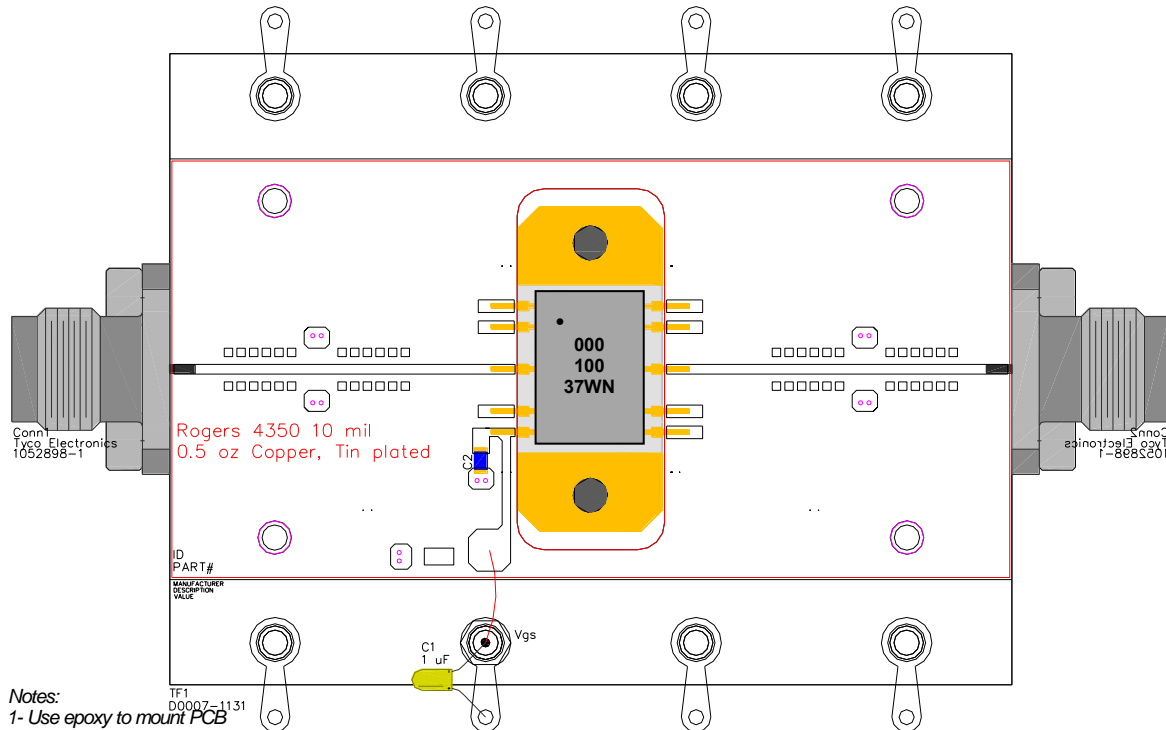 000
100
37WN
Conn1
Tyco Electronics
1052898-1
Conn2
Tyco Electronics
1052898-1
Rogers 4350 10 mil
0.5 oz Copper, Tin plated
C2
ID
PART#
MANUFACTURER
DESCRIPTION
VALUE
Vgs
C1
1 uF
TF1
D0007-1131
Notes:
1- Use epoxy to mount PCB